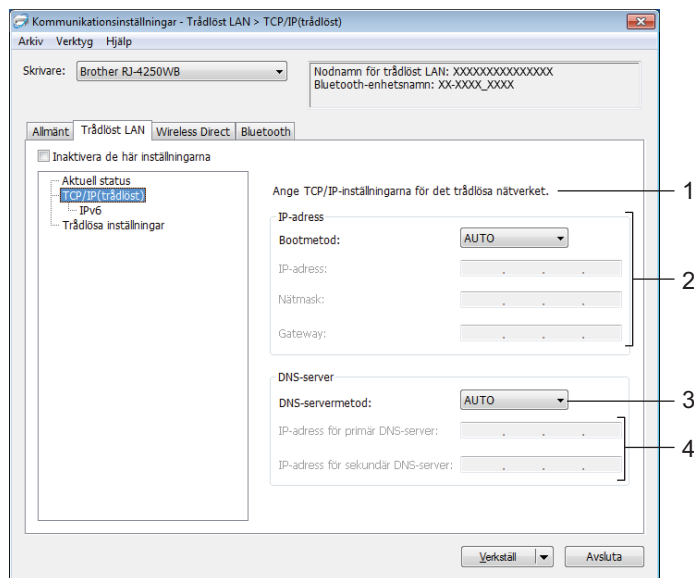 Kommunikationsinställningar - Trådlöst LAN > TCP/IP(trådlöst)
Arkiv Verktyg Hjälp
Skrivare: Brother RJ-4250WB
Nodnamn för trådlöst LAN: XXXXXXXXXXXXXXX
Bluetooth-enhetsnamn: XX-XXXX_XXXX
Allmänt Trådlöst LAN Wireless Direct Bluetooth
Inaktivera de här inställningarna
Aktuell status
TCP/IP(trådlöst)
IPv6
Trådlösa inställningar
Ange TCP/IP-inställningarna för det trådlösa nätverket. 1
IP-adress
Bootmetod: AUTO
IP-adress: . . .
2
Nätmask: . . .
Gateway: . . .
DNS-server
DNS-servermetod: AUTO 3
IP-adress för primär DNS-server: . . .
4
IP-adress för sekundär DNS-server: . . .
Verkställ Avsluta